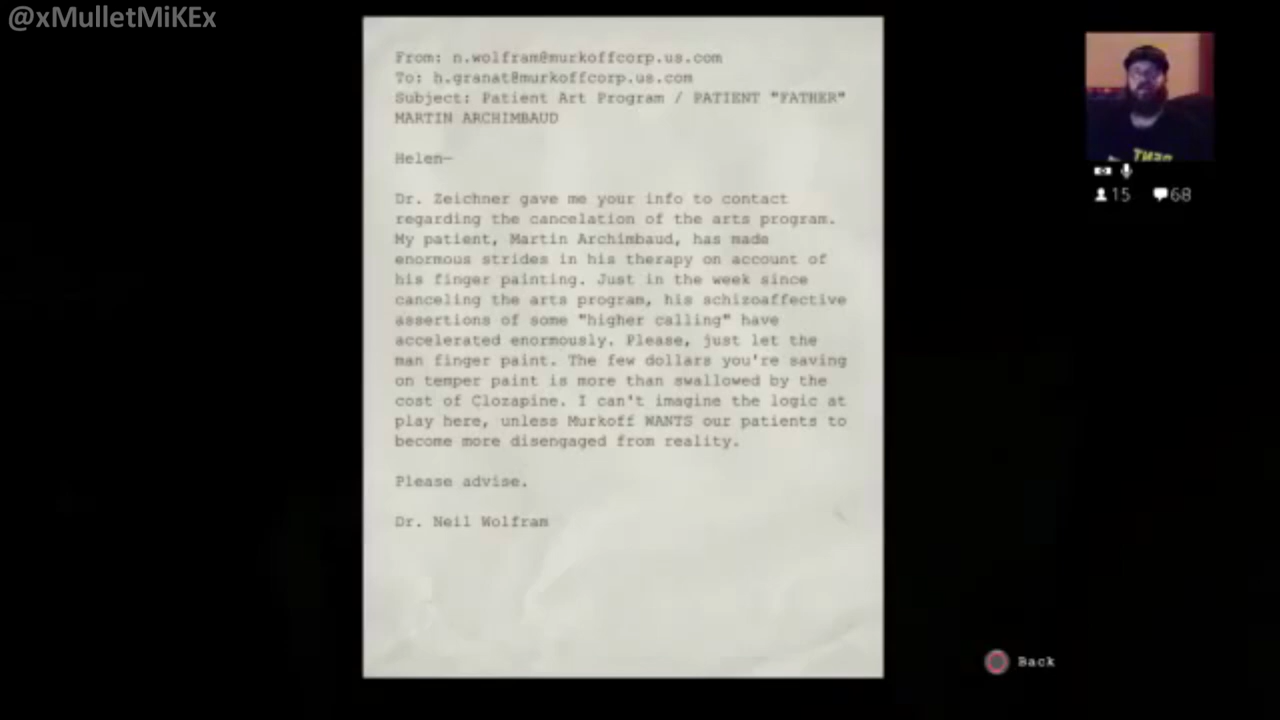 @xMulletMiKEx
From: n.wolfram@murkoffcorp.us.com
To: h.granat@murkoffcorp.us.com
Subject: Patient Art Program / PATIENT "FATHER"
MARTIN ARCHIMBAUD
Helen—
Dr. Zeichner gave me your info to contact
regarding the cancelation of the arts program.
My patient, Martin Archimbaud, has made
enormous strides in his therapy on account of
his finger painting. Just in the week since
canceling the arts program, his schizoaffective
assertions of some "higher calling" have
accelerated enormously. Please, just let the
man finger paint. The few dollars you're saving
on temper paint is more than swallowed by the
cost of Clozapine. I can't imagine the logic at
play here, unless Murkoff WANTS our patients to
become more disengaged from reality.
Please advise.
Dr. Neil Wolfram
15 68
Back